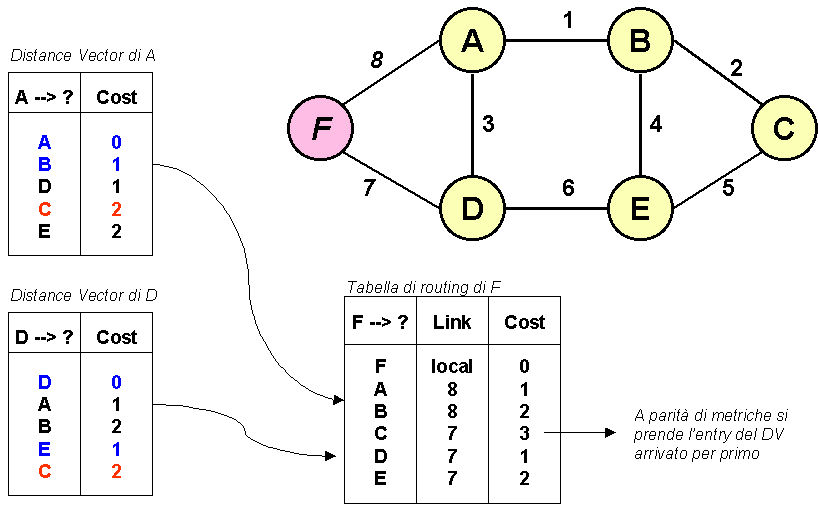 Distance Vector di A
A --> ? Cost
A 0
B 1
D 1
C 2
E 2
Distance Vector di D
D --> ? Cost
D 0
A 1
B 2
E 1
C 2
A
1
B
8
2
F
3
4
C
7
5
D
6
E
Tabella di routing di F
F --> ? Link Cost
F local 0
A 8 1
B 8 2
C 7 3
D 7 1
E 7 2
A parità di metriche si
prende l'entry del DV
arrivato per primo